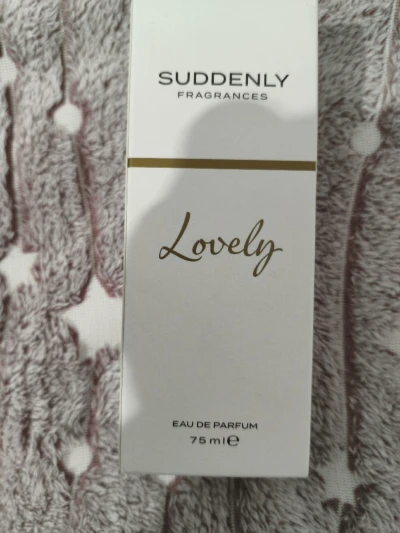 SUDDENLY
FRAGRANCES
Lovely
EAU DE PARFUM
75 ml℮